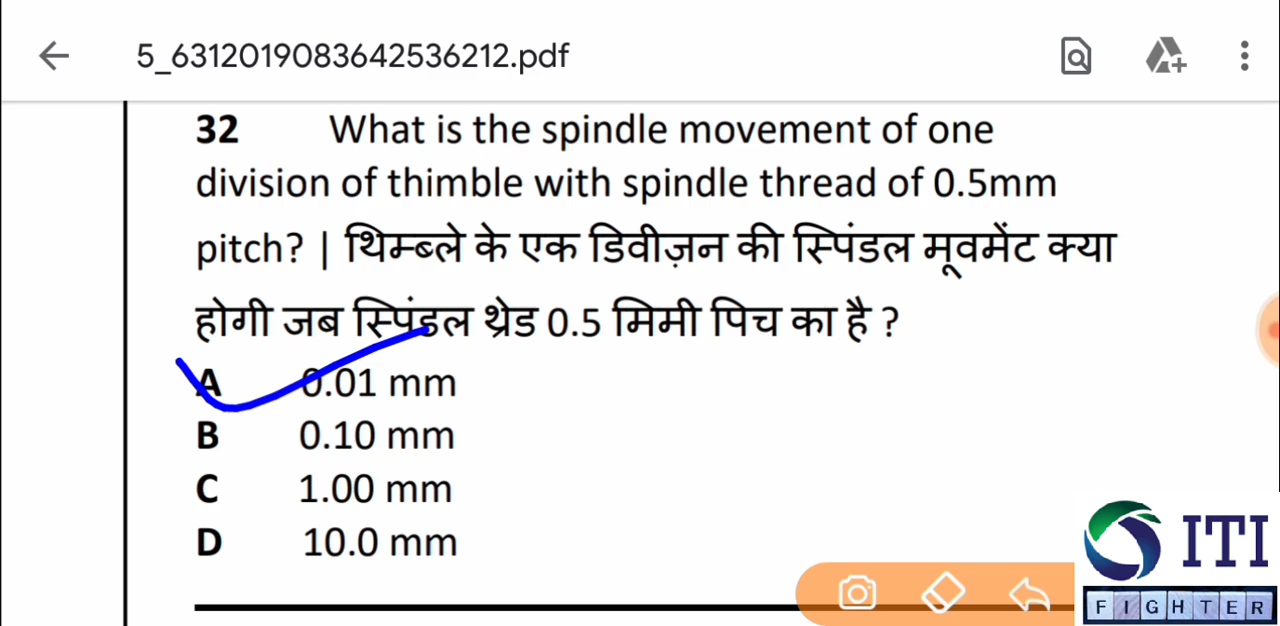 5_6312019083642536212.pdf
32 What is the spindle movement of one
division of thimble with spindle thread of 0.5mm
pitch? | थिम्ब्ले के एक डिवीज़न की स्पिंडल मूवमेंट क्या
होगी जब स्पिंडल थ्रेड 0.5 मिमी पिच का है ?
A 0.01 mm
B 0.10 mm
C 1.00 mm
D 10.0 mm
ITI
FIGHTER